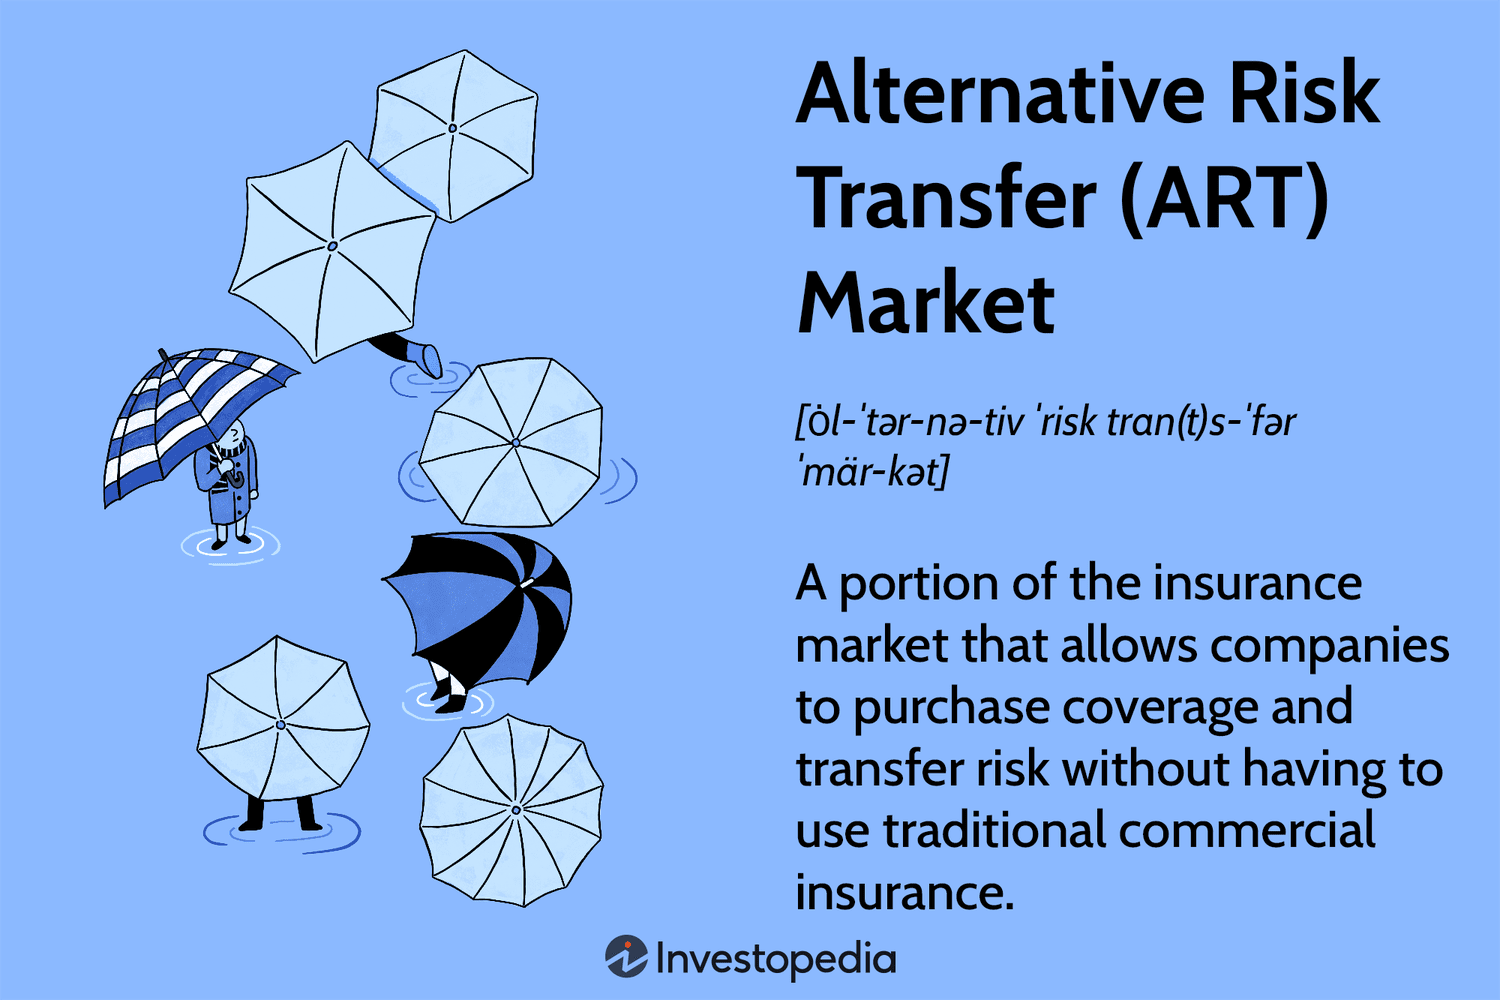 Alternative Risk
Transfer (ART)
Market
[ȯl-ˈtər-nə-tiv ˈrisk tran(t)s-ˈfər
ˈmär-kət]
A portion of the insurance
market that allows companies
to purchase coverage and
transfer risk without having to
use traditional commercial
insurance.
Investopedia